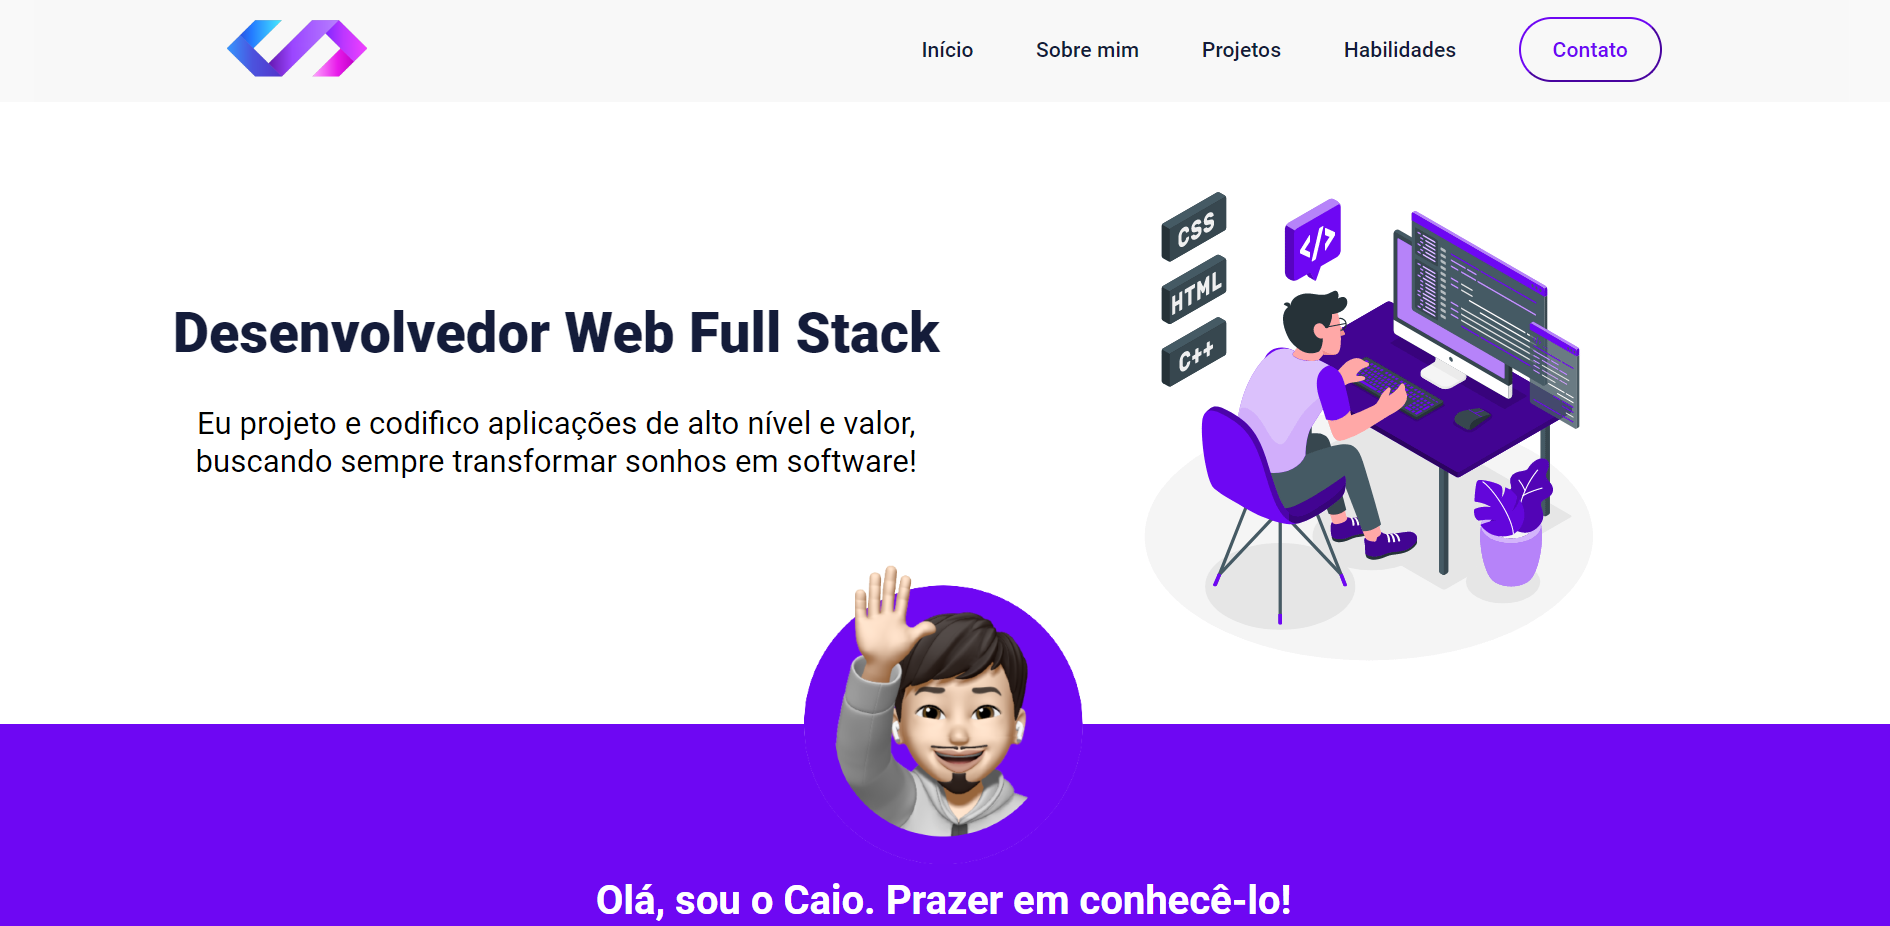 Início
Sobre mim
Projetos
Habilidades
Contato
CSS
</>
HTML
C++
Desenvolvedor Web Full Stack
Eu projeto e codifico aplicações de alto nível e valor,
buscando sempre transformar sonhos em software!
Olá, sou o Caio. Prazer em conhecê-lo!